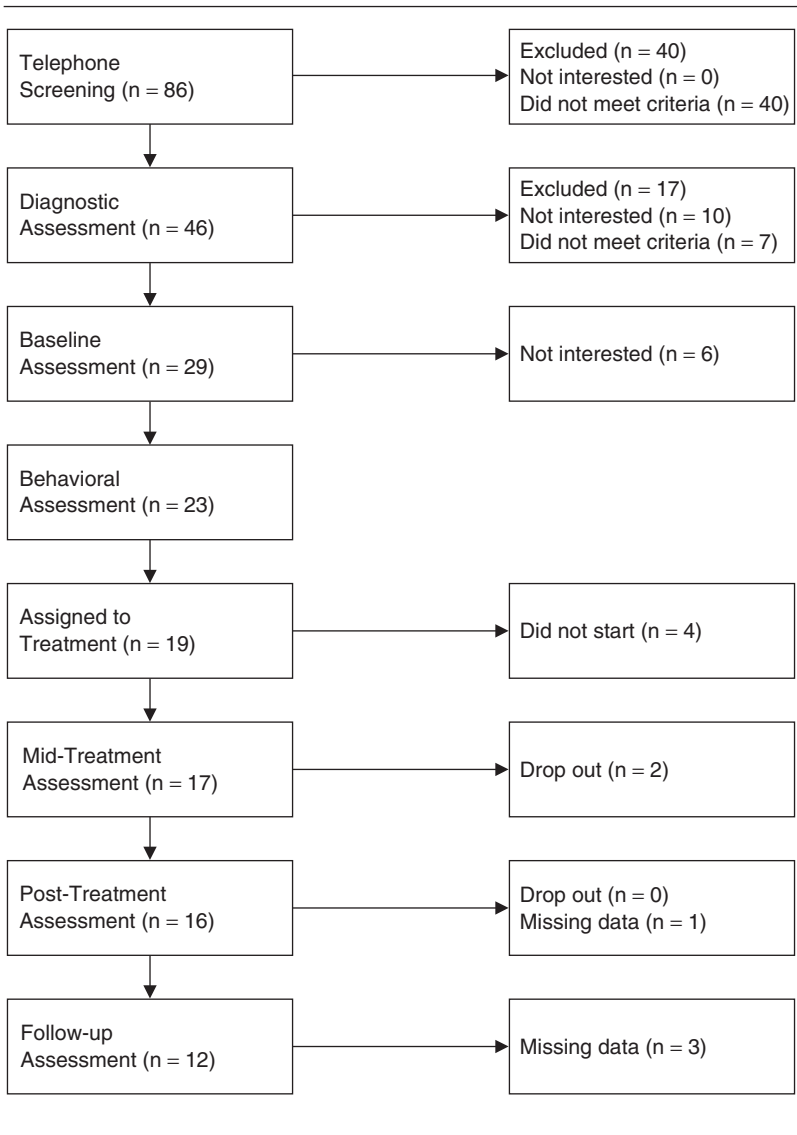 Telephone
Screening (n = 86)
Excluded (n = 40)
Not interested (n = 0)
Did not meet criteria (n = 40)
Diagnostic
Assessment (n = 46)
Excluded (n = 17)
Not interested (n = 10)
Did not meet criteria (n = 7)
Baseline
Assessment (n = 29)
Not interested (n = 6)
Behavioral
Assessment (n = 23)
Assigned to
Treatment (n = 19)
Did not start (n = 4)
Mid-Treatment
Assessment (n = 17)
Drop out (n = 2)
Post-Treatment
Assessment (n = 16)
Drop out (n = 0)
Missing data (n = 1)
Follow-up
Assessment (n = 12)
Missing data (n = 3)